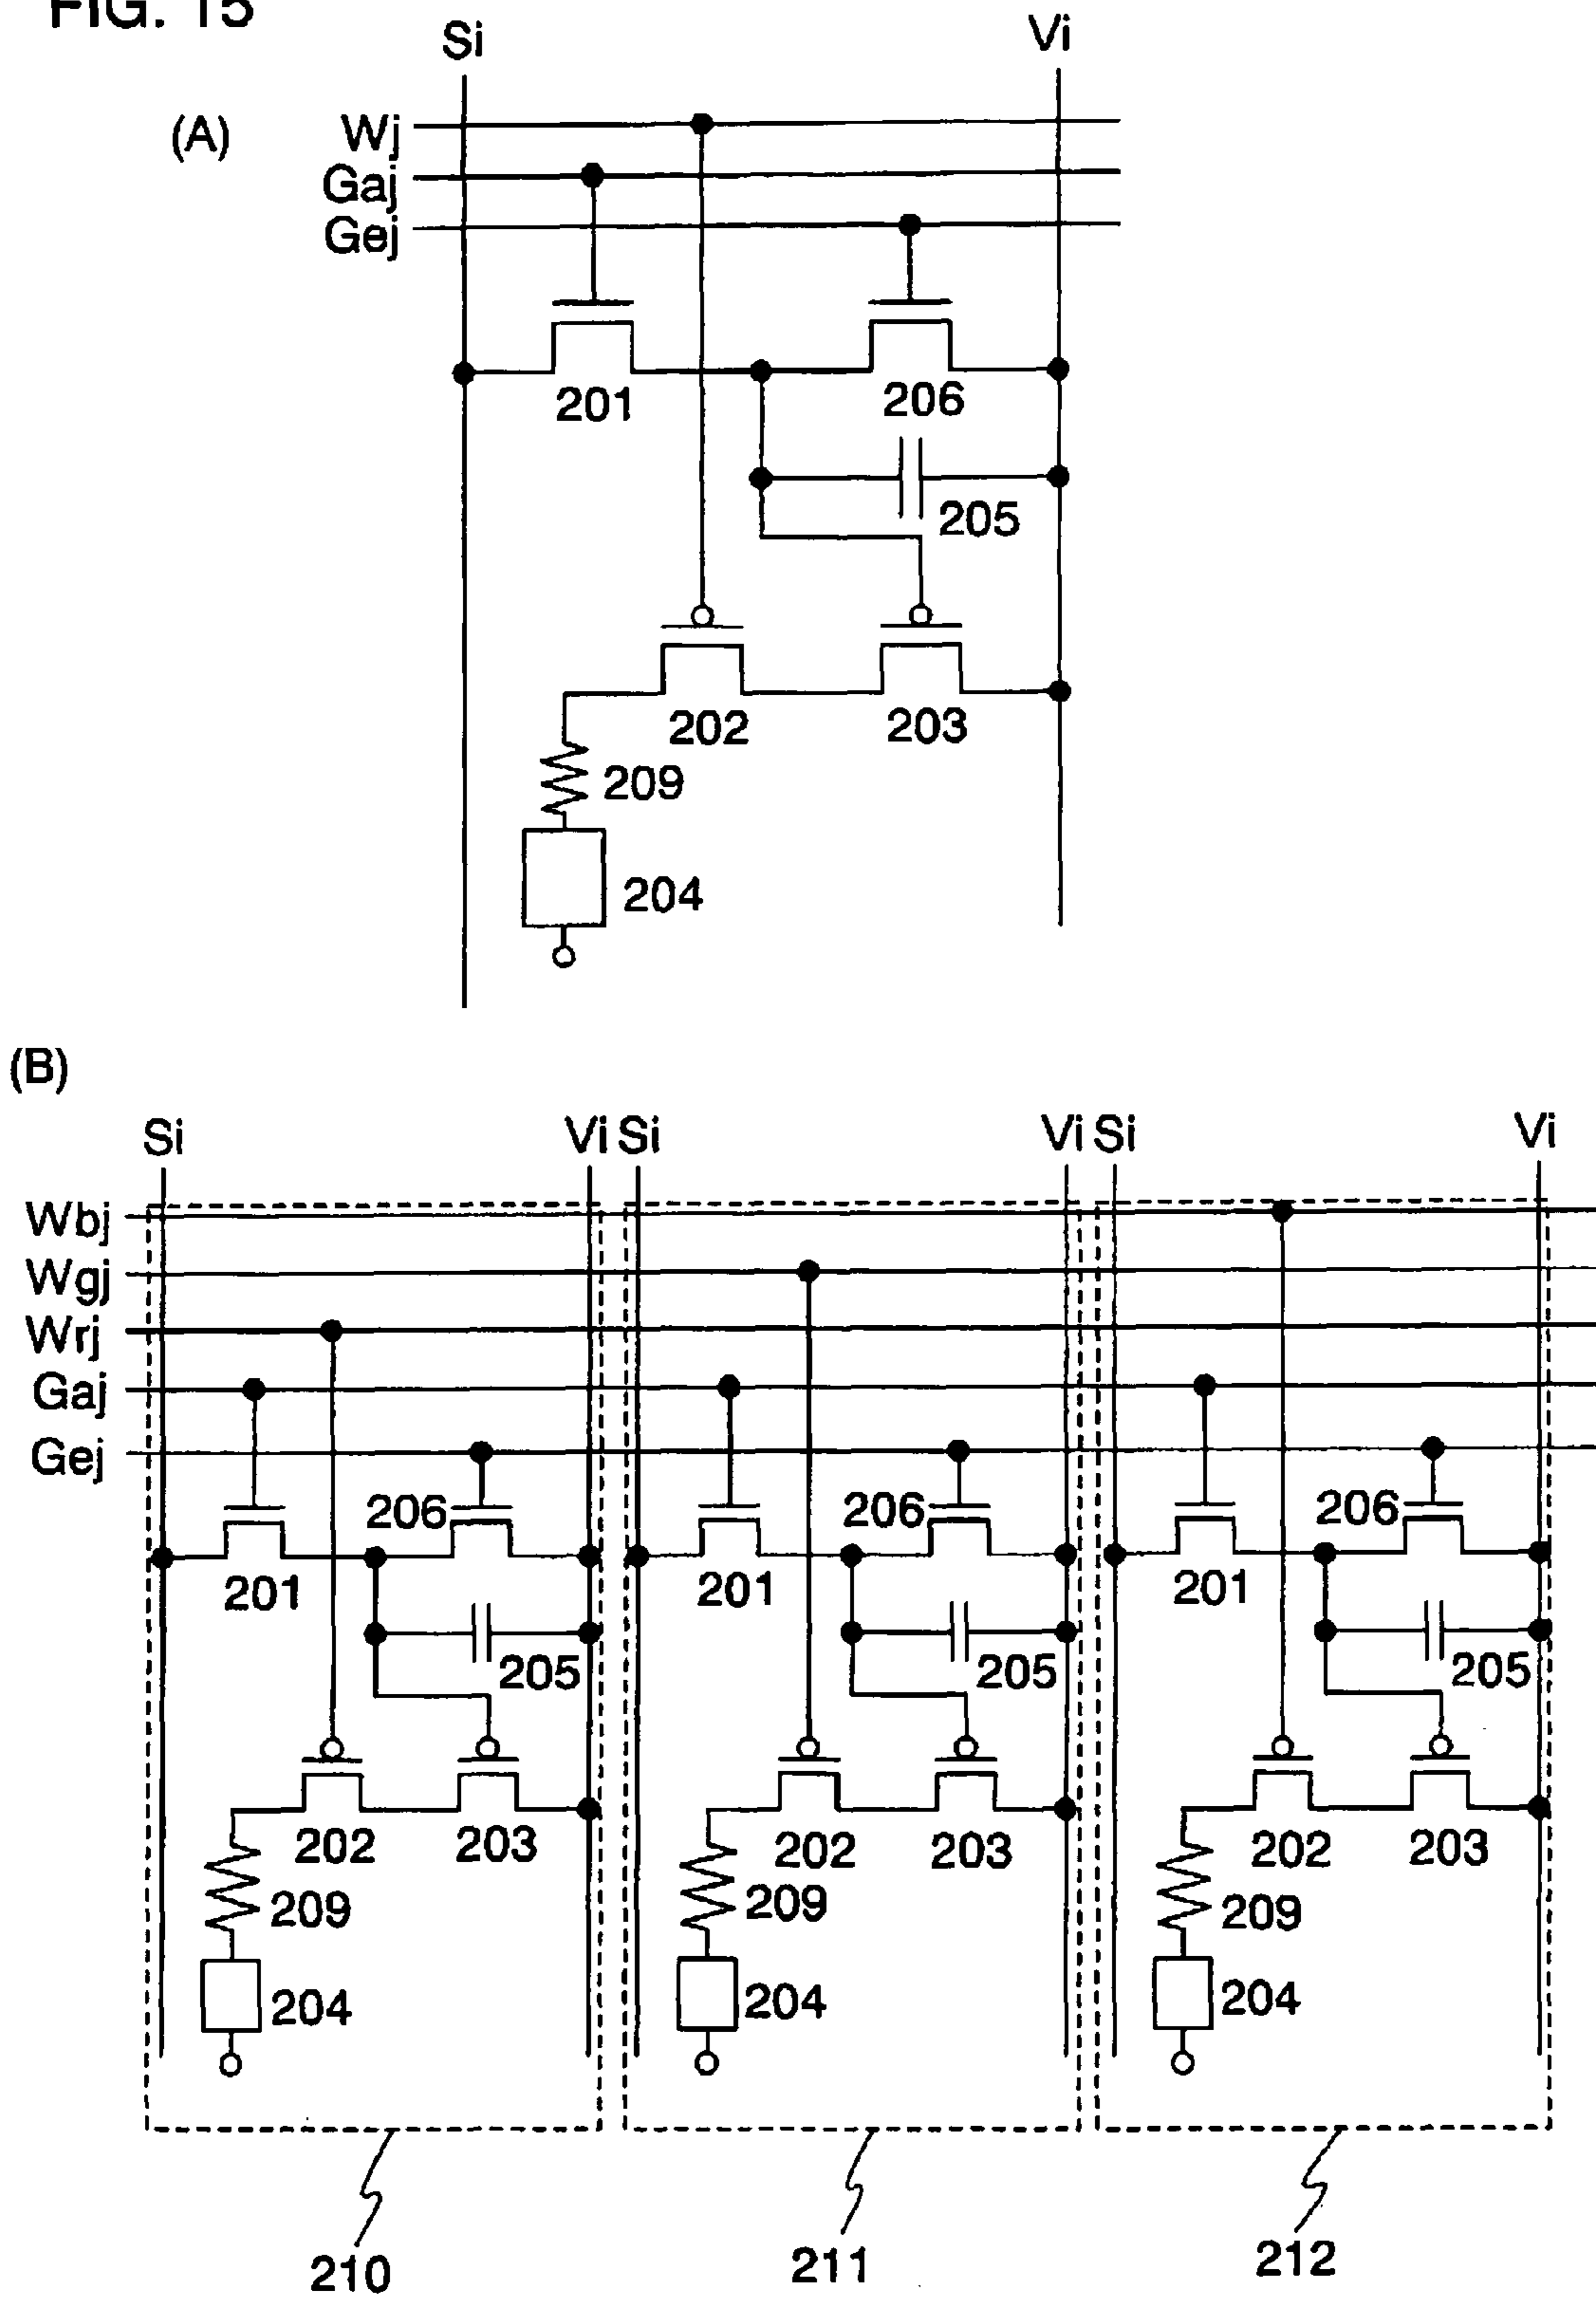 FIG. 15
Si Vi
(A)
Wj
Gaj
Gej
201 206
205
202 203
209
204
(B)
Si Vi Si Vi Si Vi
Wbj
Wgj
Wrj
Gaj
Gej
206 206 206
201 201 201
205 205 205
202 203 202 203 202 203
209 209 209
204 204 204
210 211 212